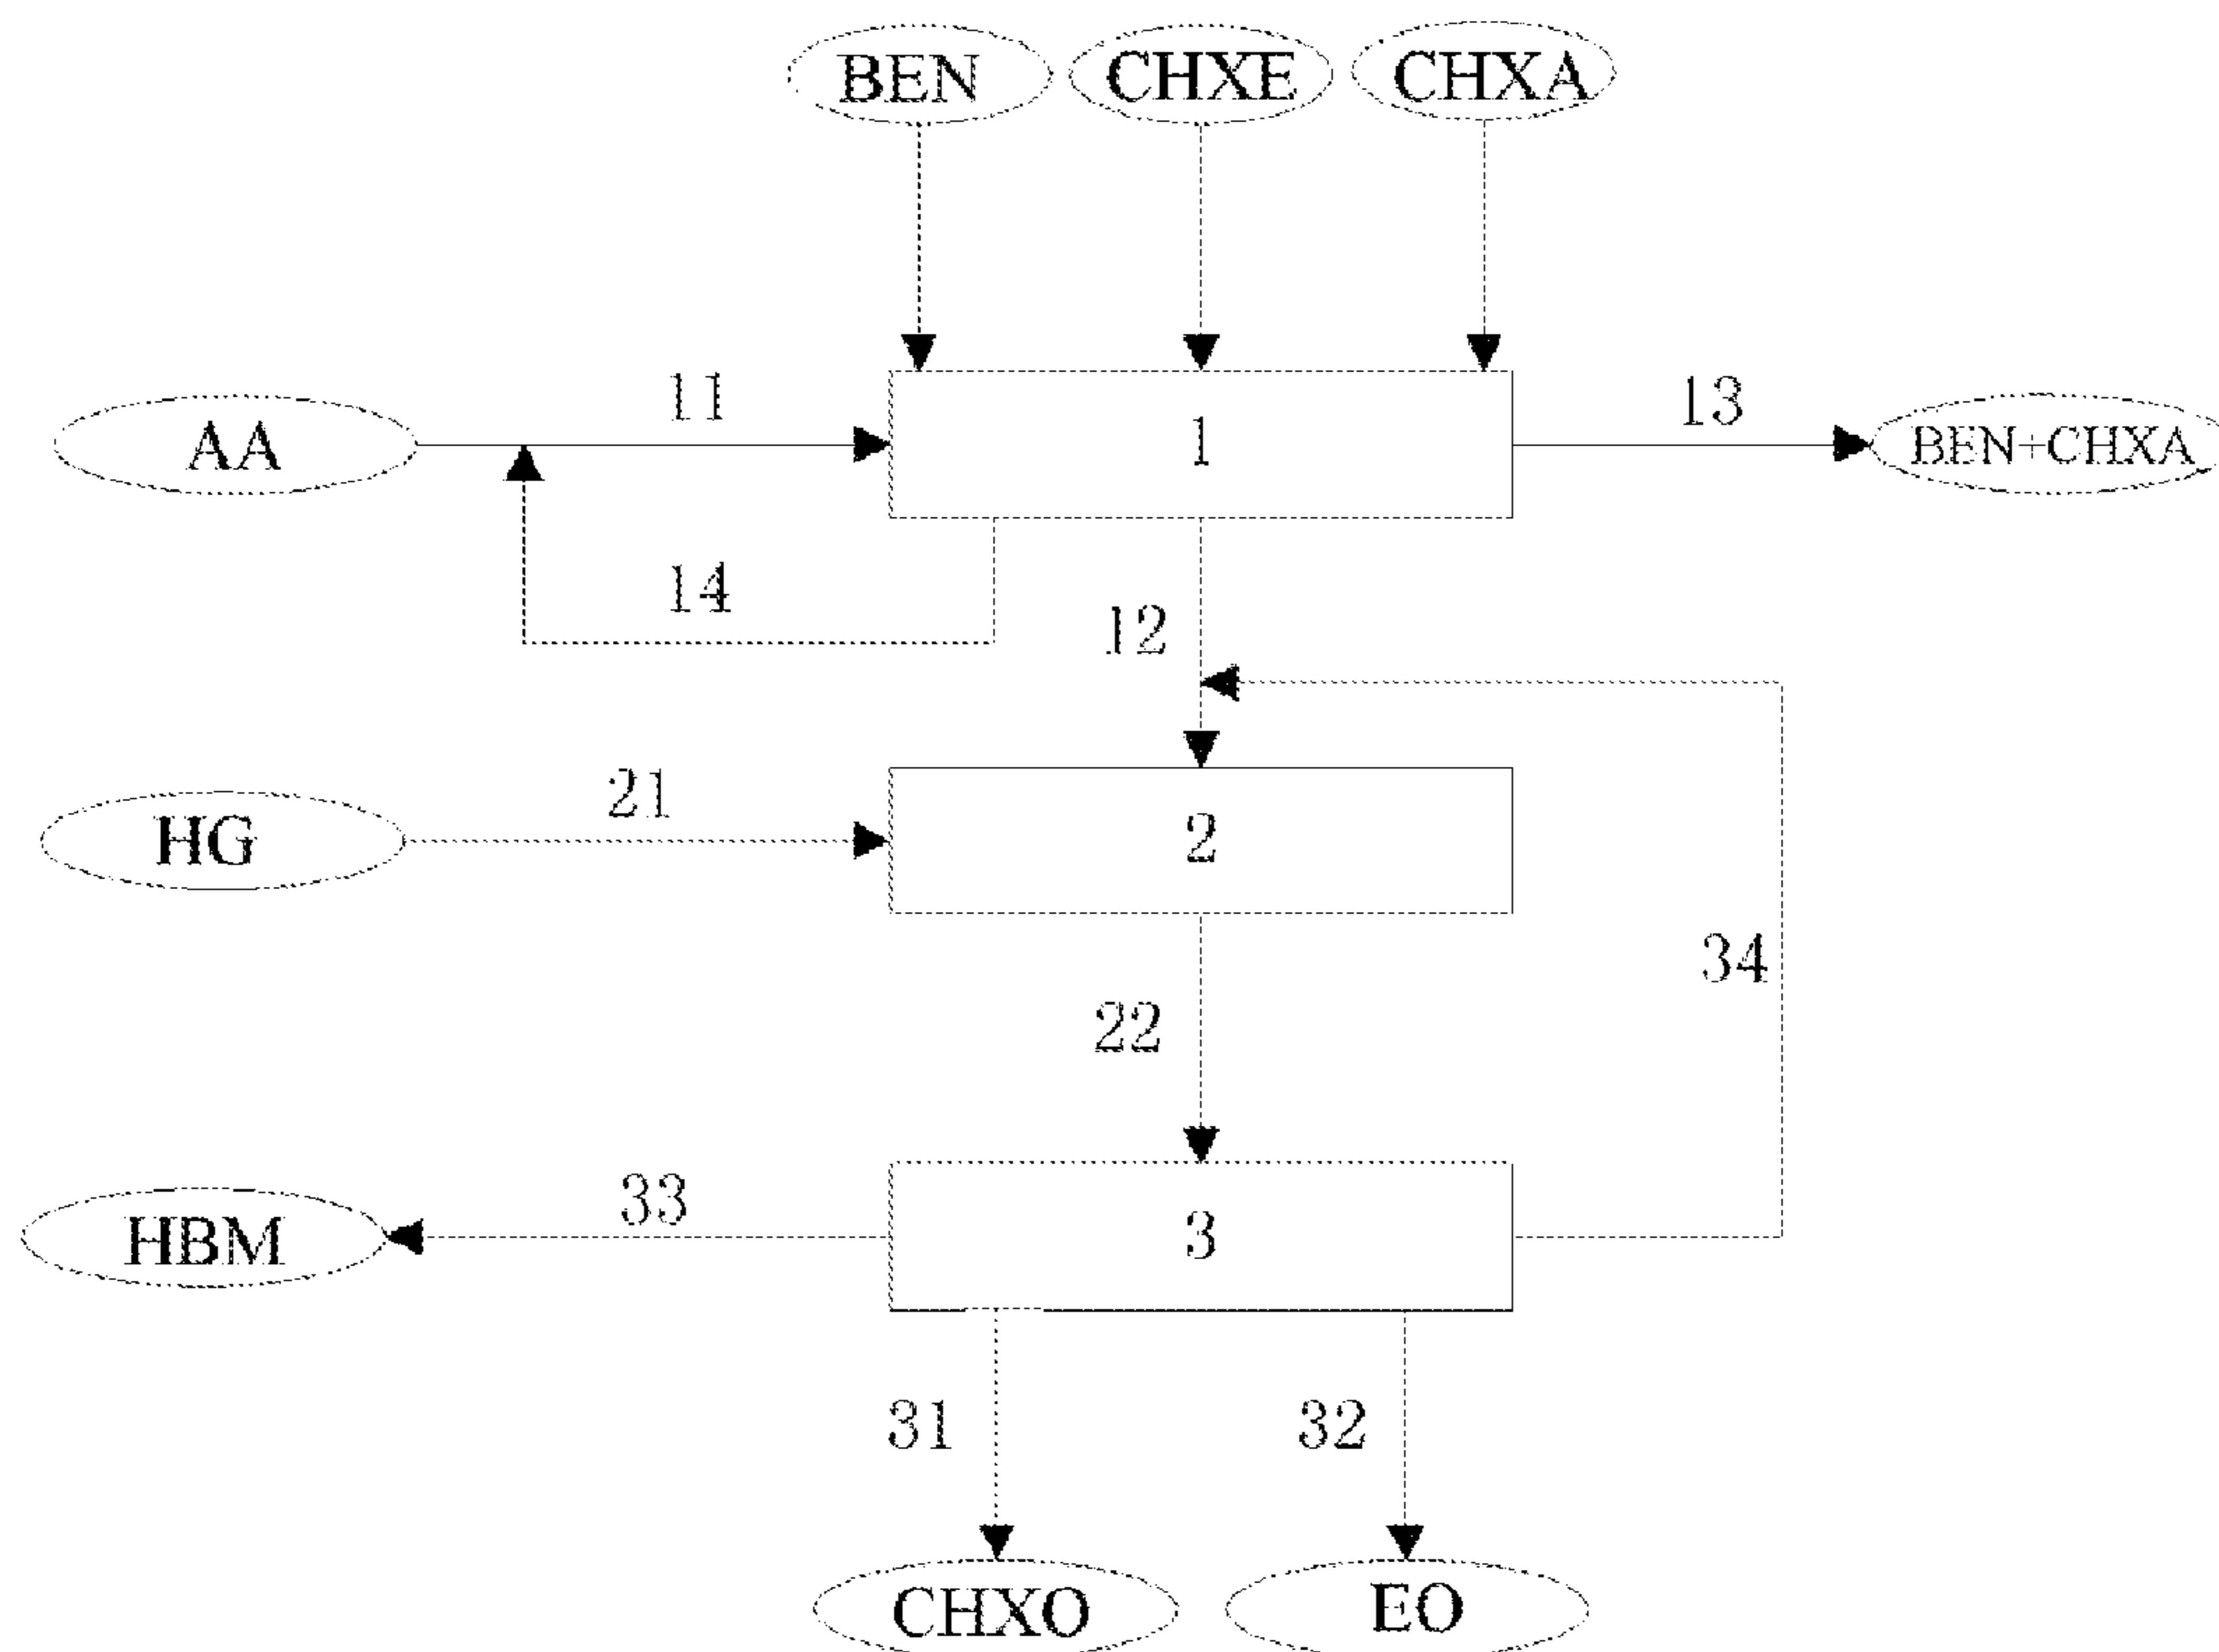 BEN CHXE CHXA
11 13
AA 1 BEN+CHXA
14
12
21
HG 2
34
22
33
HBM 3
31 32
CHXO EO